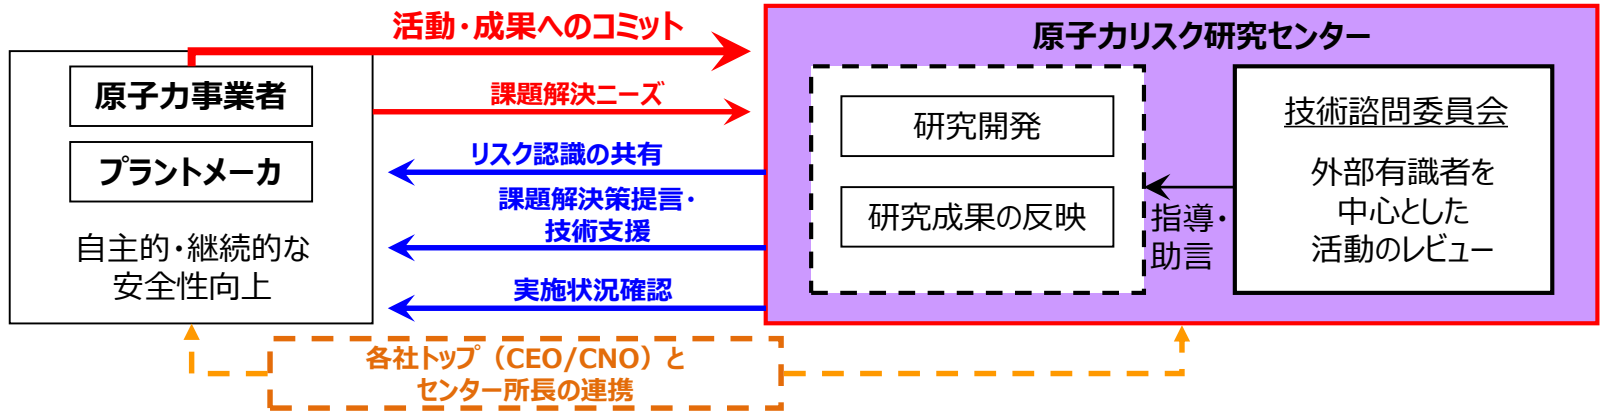 活動・成果へのコミット
原子力リスク研究センター
原子力事業者
課題解決ニーズ
プラントメーカ
リスク認識の共有
課題解決策提言・
技術支援
自主的・継続的な
安全性向上
実施状況確認
研究開発
研究成果の反映
指導・
助言
技術諮問委員会
外部有識者を
中心とした
活動のレビュー
各社トップ（CEO/CNO）と
センター所長の連携